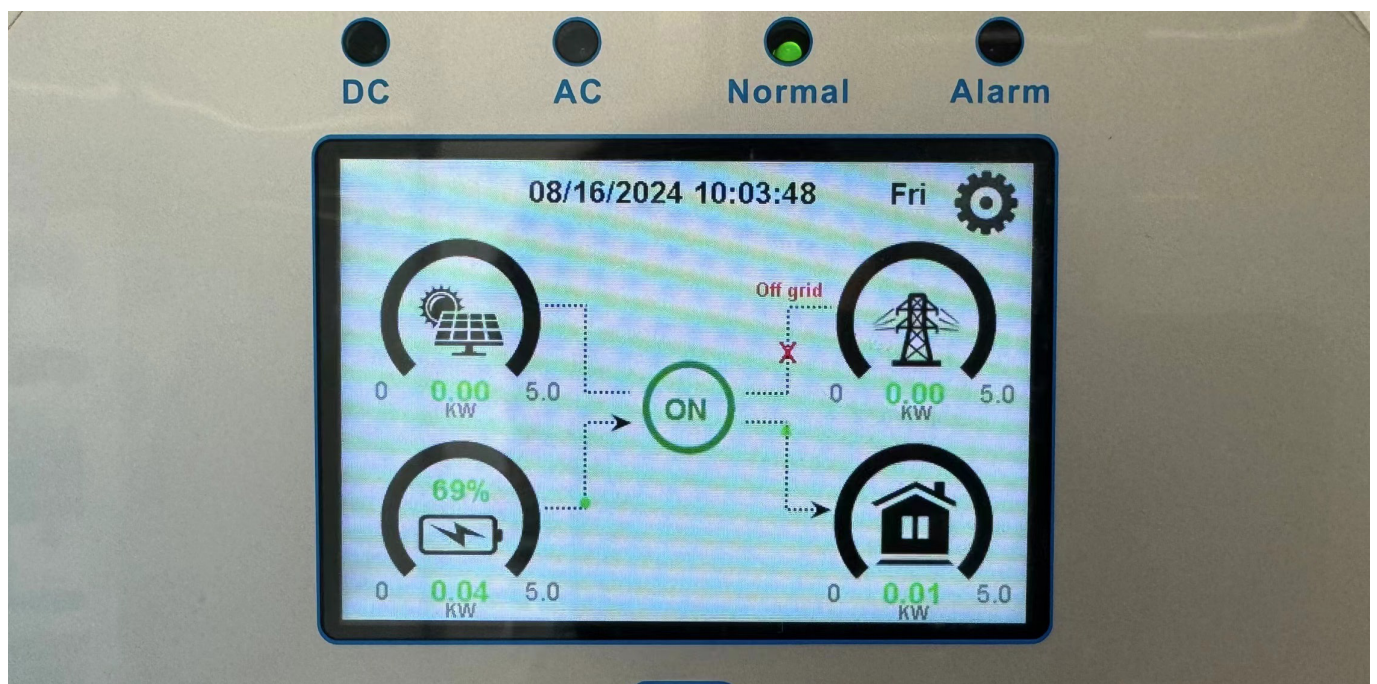 DC AC Normal Alarm
08/16/2024 10:03:48 Fri
Off grid
0 0.00 5.0
KW
0 0.00 5.0
KW
ON
69%
0 0.04 5.0
KW
0 0.01 5.0
KW